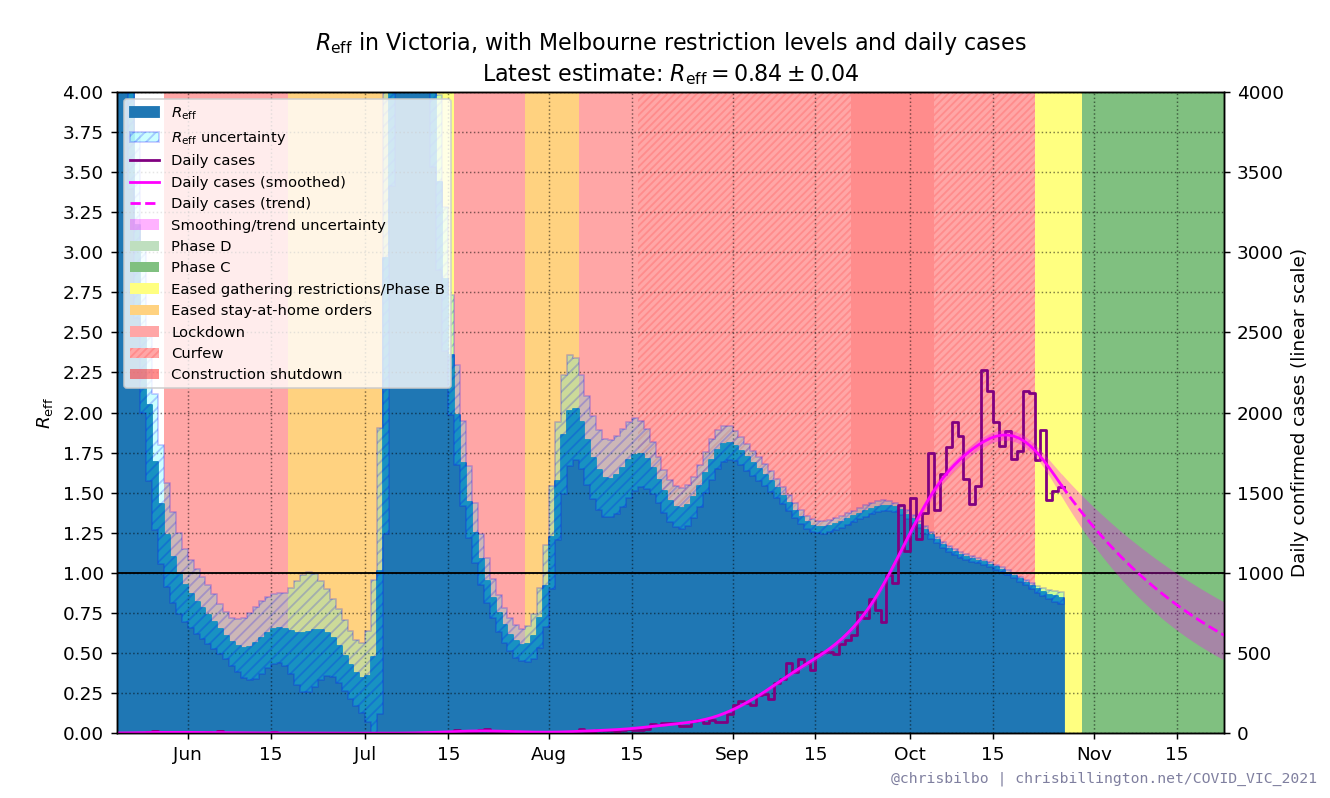 Reff in Victoria, with Melbourne restriction levels and daily cases
Latest estimate: Reff = 0.84 ± 0.04
4.00
3.75
3.50
3.25
3.00
2.75
2.50
2.25
2.00
1.75
1.50
1.25
1.00
0.75
0.50
0.25
0.00
Reff
Reff
Reff uncertainty
Daily cases
Daily cases (smoothed)
Daily cases (trend)
Smoothing/trend uncertainty
Phase D
Phase C
Eased gathering restrictions/Phase B
Eased stay-at-home orders
Lockdown
Curfew
Construction shutdown
4000
3500
3000
2500
2000
1500
1000
500
0
Daily confirmed cases (linear scale)
Jun 15 Jul 15 Aug 15 Sep 15 Oct 15 Nov 15
@chrisbilbo | chrisbillington.net/COVID_VIC_2021